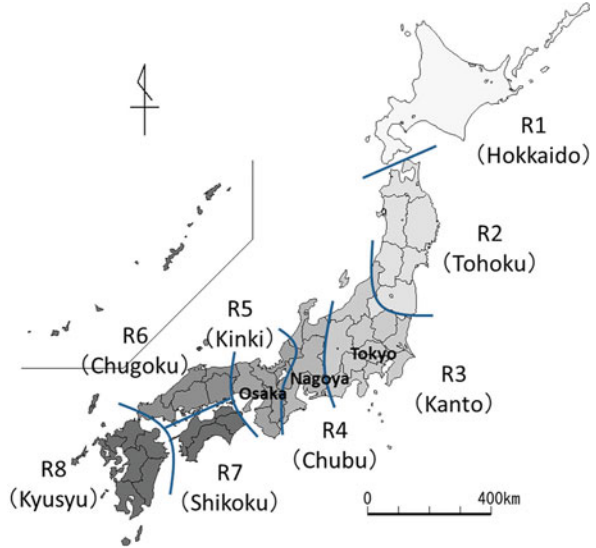 R1
(Hokkaido)
R2
(Tohoku)
R5
(Kinki)
R6
(Chugoku)
Tokyo
Nagoya
Osaka
R3
(Kanto)
R4
(Chubu)
R8
(Kyusyu)
R7
(Shikoku)
0 400km